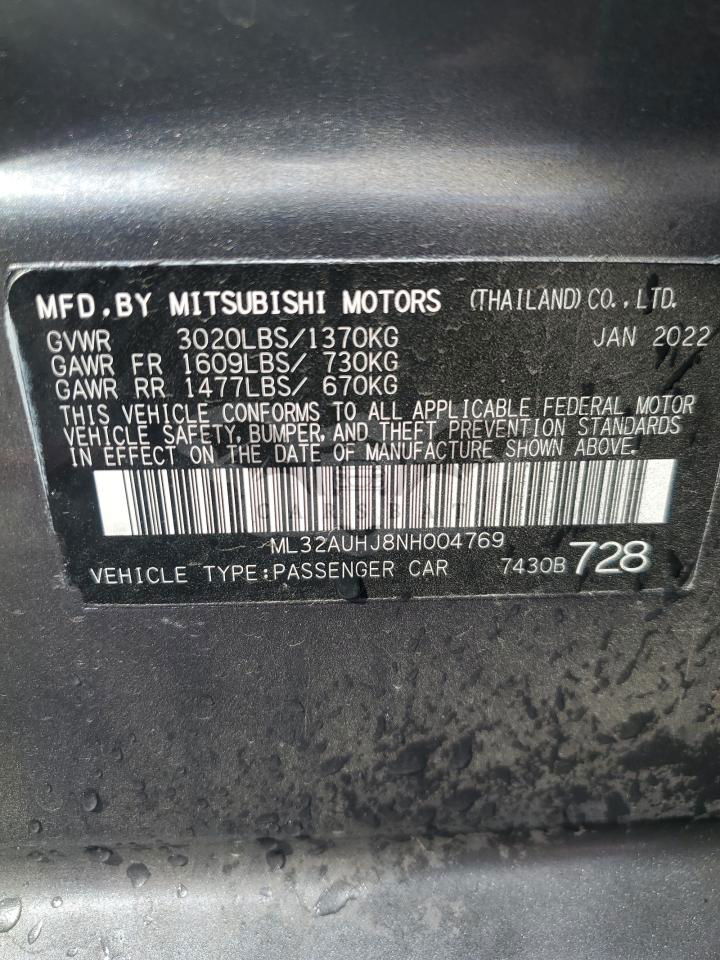 MFD. BY MITSUBISHI MOTORS (THAILAND) CO., LTD.
GVWR 3020LBS/1370KG JAN 2022
GAWR FR 1609LBS/ 730KG
GAWR RR 1477LBS/ 670KG
THIS VEHICLE CONFORMS TO ALL APPLICABLE FEDERAL MOTOR
VEHICLE SAFETY, BUMPER, AND THEFT PREVENTION STANDARDS
IN EFFECT ON THE DATE OF MANUFACTURE SHOWN ABOVE.
ML32AUHJ8NH004769
VEHICLE TYPE:PASSENGER CAR 7430B 728